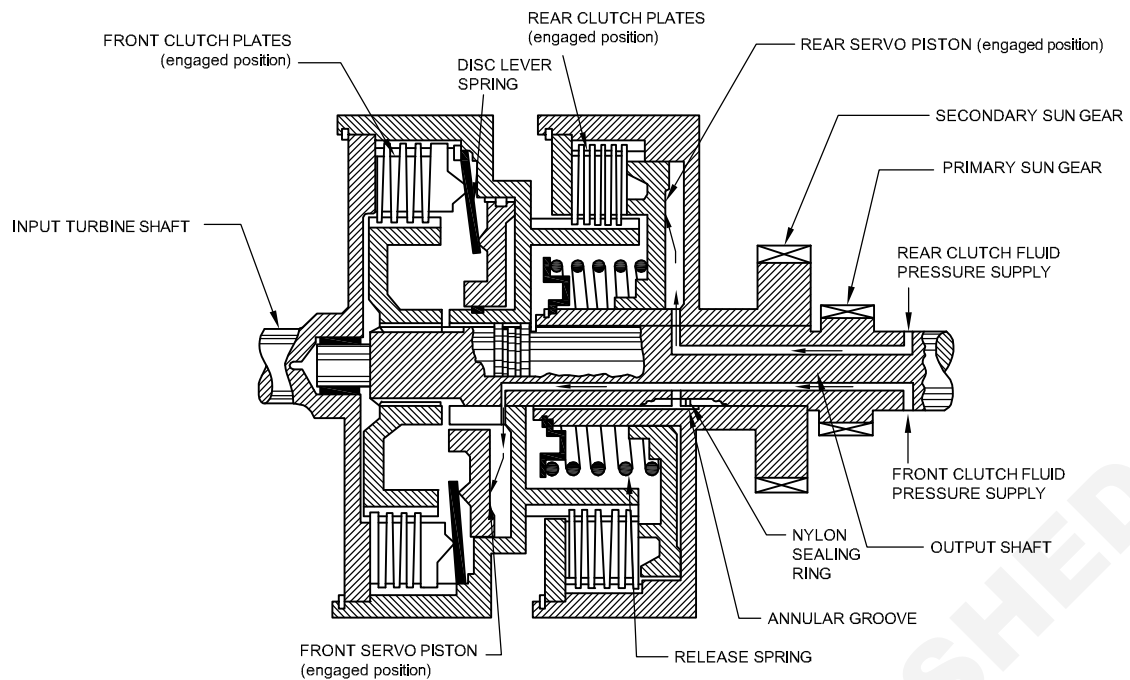 FRONT CLUTCH PLATES
(engaged position)
REAR CLUTCH PLATES
(engaged position)
DISC LEVER
SPRING
REAR SERVO PISTON (engaged position)
SECONDARY SUN GEAR
PRIMARY SUN GEAR
INPUT TURBINE SHAFT
REAR CLUTCH FLUID
PRESSURE SUPPLY
FRONT CLUTCH FLUID
PRESSURE SUPPLY
NYLON
SEALING
RING
OUTPUT SHAFT
ANNULAR GROOVE
FRONT SERVO PISTON
(engaged position)
RELEASE SPRING
SHED